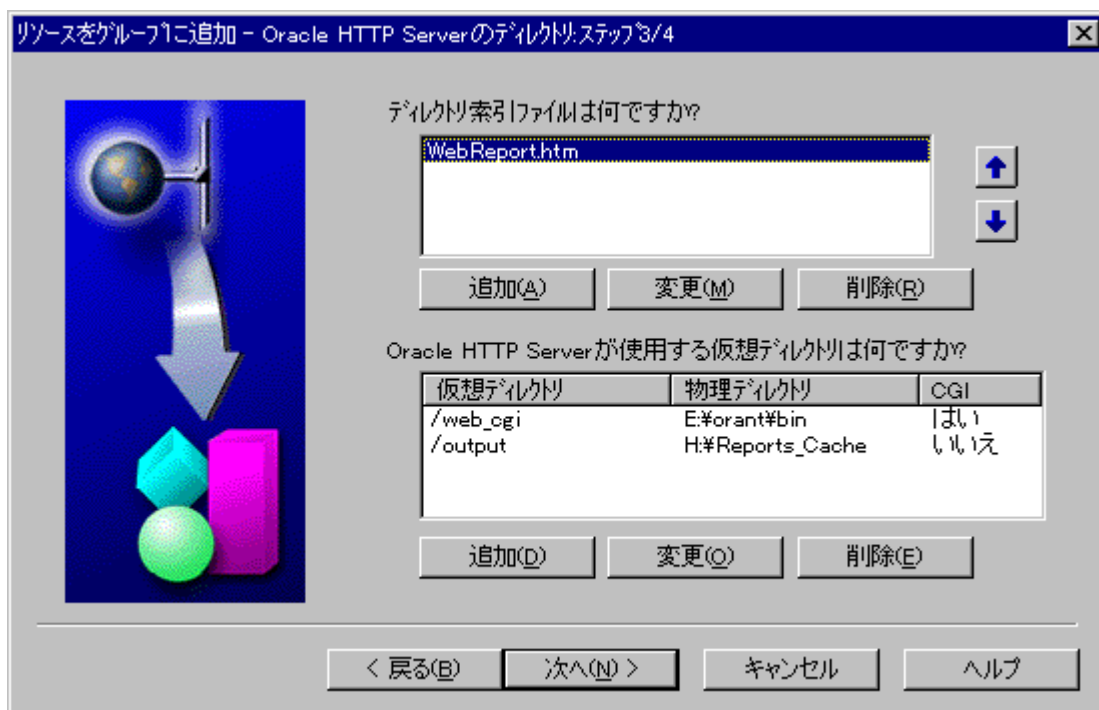 リソースをグループに追加 - Oracle HTTP Serverのディレクトリ:ステップ3/4
ディレクトリ索引ファイルは何ですか?
WebReport.htm
追加(A) 変更(M) 削除(R)
Oracle HTTP Serverが使用する仮想ディレクトリは何ですか?
仮想ディレクトリ 物理ディレクトリ CGI
/web_cgi E:¥orant¥bin はい
/output H:¥Reports_Cache いいえ
追加(D) 変更(O) 削除(E)
< 戻る(B) 次へ(N) > キャンセル ヘルプ